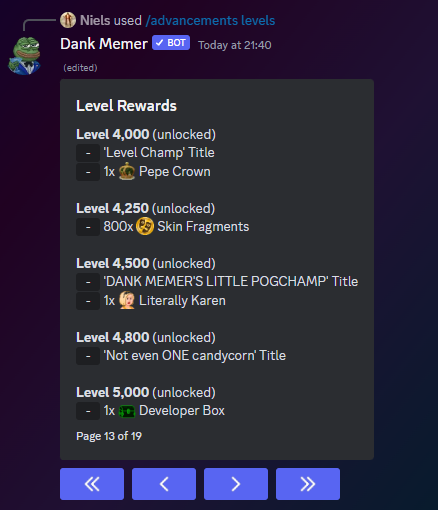 Niels used /advancements levels
Dank Memer ✓ BOT Today at 21:40
(edited)
Level Rewards
Level 4,000 (unlocked)
- 'Level Champ' Title
- 1x Pepe Crown
Level 4,250 (unlocked)
- 800x Skin Fragments
Level 4,500 (unlocked)
- 'DANK MEMER'S LITTLE POGCHAMP' Title
- 1x Literally Karen
Level 4,800 (unlocked)
- 'Not even ONE candycorn' Title
Level 5,000 (unlocked)
- 1x Developer Box
Page 13 of 19